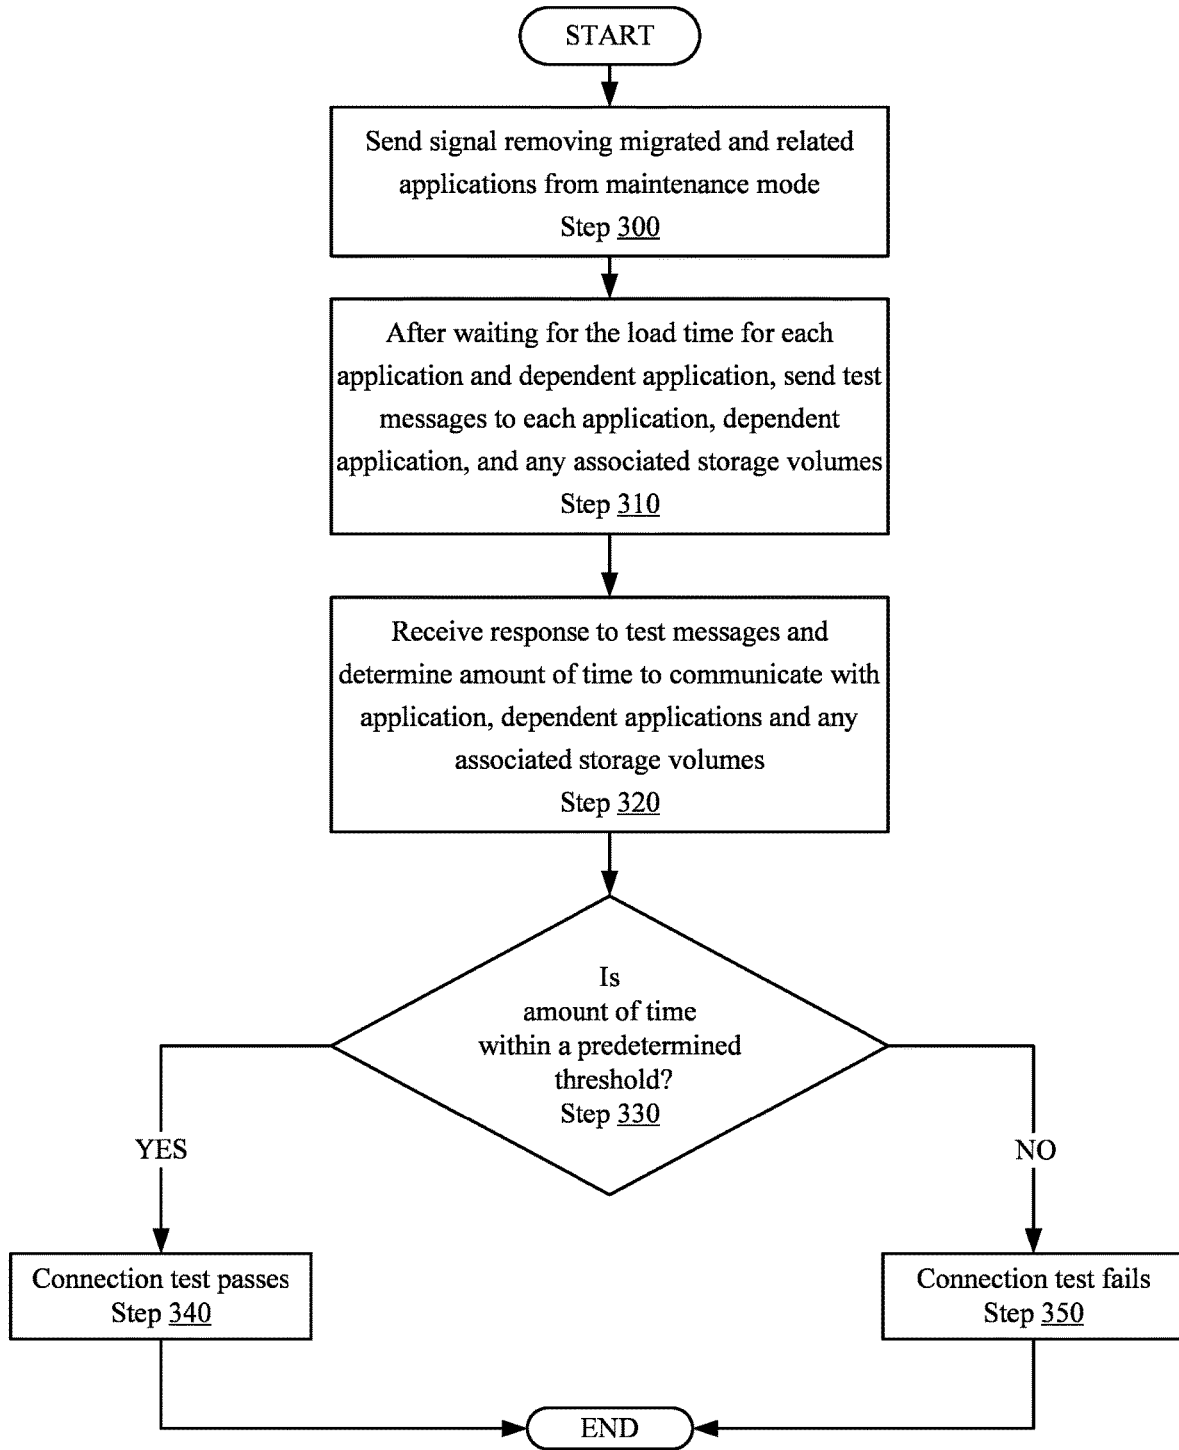 START
Send signal removing migrated and related
applications from maintenance mode
Step 300
After waiting for the load time for each
application and dependent application, send test
messages to each application, dependent
application, and any associated storage volumes
Step 310
Receive response to test messages and
determine amount of time to communicate with
application, dependent applications and any
associated storage volumes
Step 320
Is
amount of time
within a predetermined
threshold?
Step 330
YES
NO
Connection test passes
Step 340
Connection test fails
Step 350
END